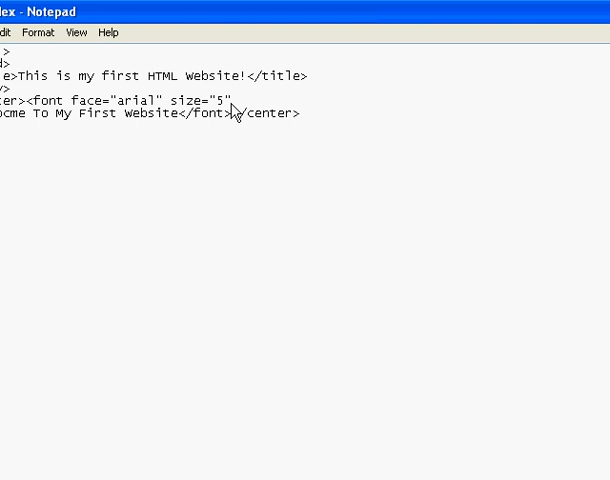 dex - Notepad
dit Format View Help
>
d>
le>This is my first HTML Website!</title>
/>
ter><font face="arial" size="5"
ocme To My First Website</font></center>